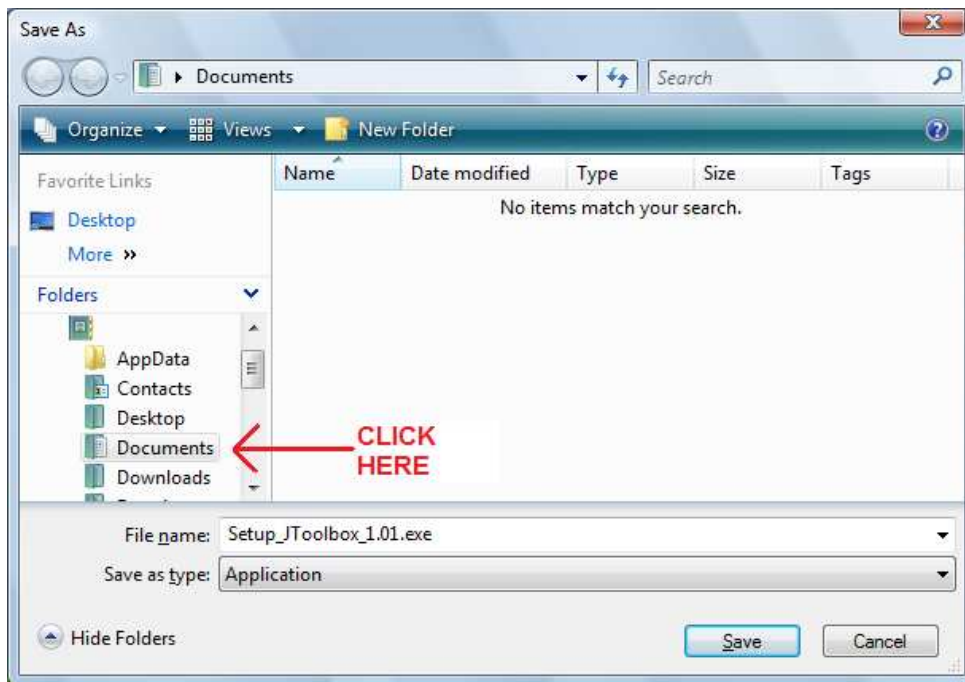 Save As
Documents
Search
Organize Views New Folder
Favorite Links
Name Date modified Type Size Tags
No items match your search.
Desktop
More »
Folders
AppData
Contacts
Desktop
Documents
CLICK
HERE
Downloads
File name: Setup_JToolbox_1.01.exe
Save as type: Application
Hide Folders
Save Cancel